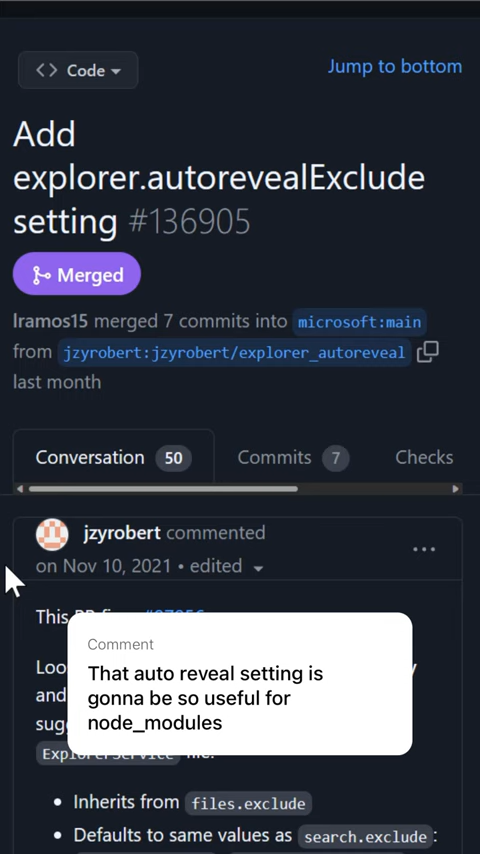 Code
Jump to bottom
Add
explorer.autorevealExclude
setting #136905
Merged
lramos15 merged 7 commits into microsoft:main
from jzyrobert:jzyrobert/explorer_autoreveal
last month
Conversation 50 Commits 7 Checks
jzyrobert commented
on Nov 10, 2021 • edited
This
Comment
That auto reveal setting is
gonna be so useful for
node_modules
and
file.
• Inherits from files.exclude
• Defaults to same values as search.exclude: